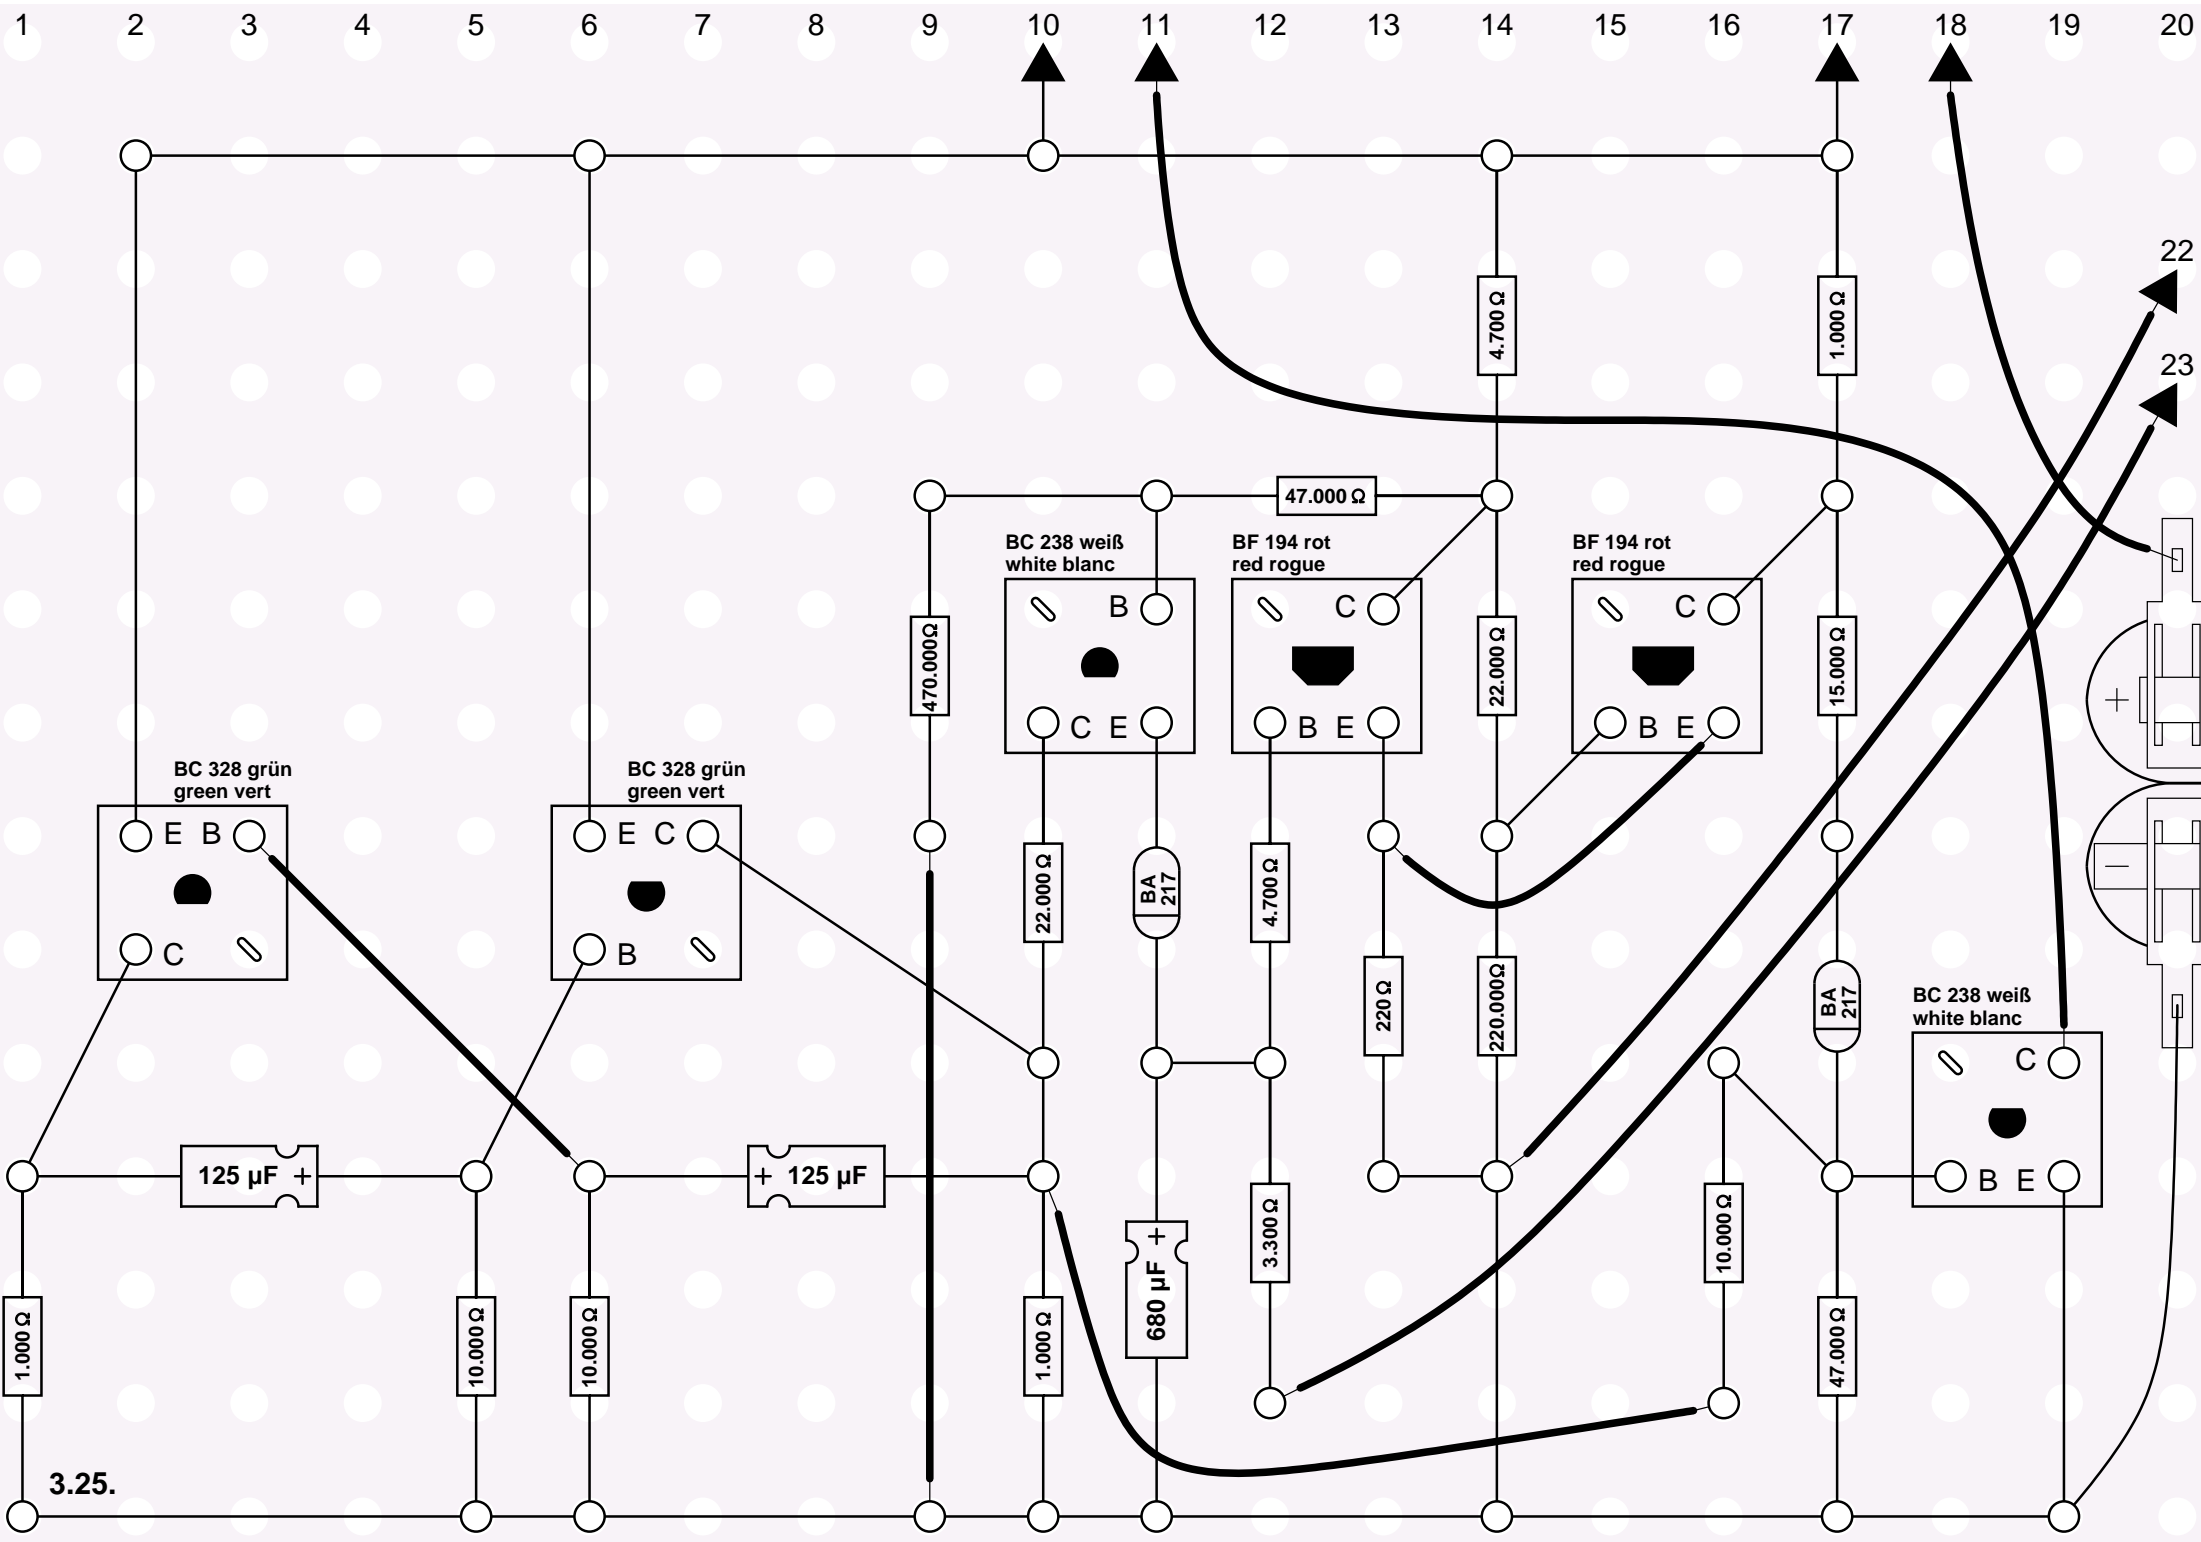 1 2 3 4 5 6 7 8 9 10 11 12 13 14 15 16 17 18 19 20
22
4.700 Ω
1.000 Ω
23
47.000 Ω
BC 238 weiß
white blanc
BF 194 rot
red rogue
BF 194 rot
red rogue
B
C
C
470.000Ω
22.000 Ω
15.000 Ω
C E
B E
B E
+
BC 328 grün
green vert
BC 328 grün
green vert
E B
E C
22.000 Ω
BA
217
4.700 Ω
−
C
B
220 Ω
220.000Ω
BA
217
BC 238 weiß
white blanc
C
125 µF +
+ 125 µF
B E
3.300 Ω
10.000 Ω
+
680 µF
1.000 Ω
10.000 Ω
10.000 Ω
1.000 Ω
47.000 Ω
3.25.